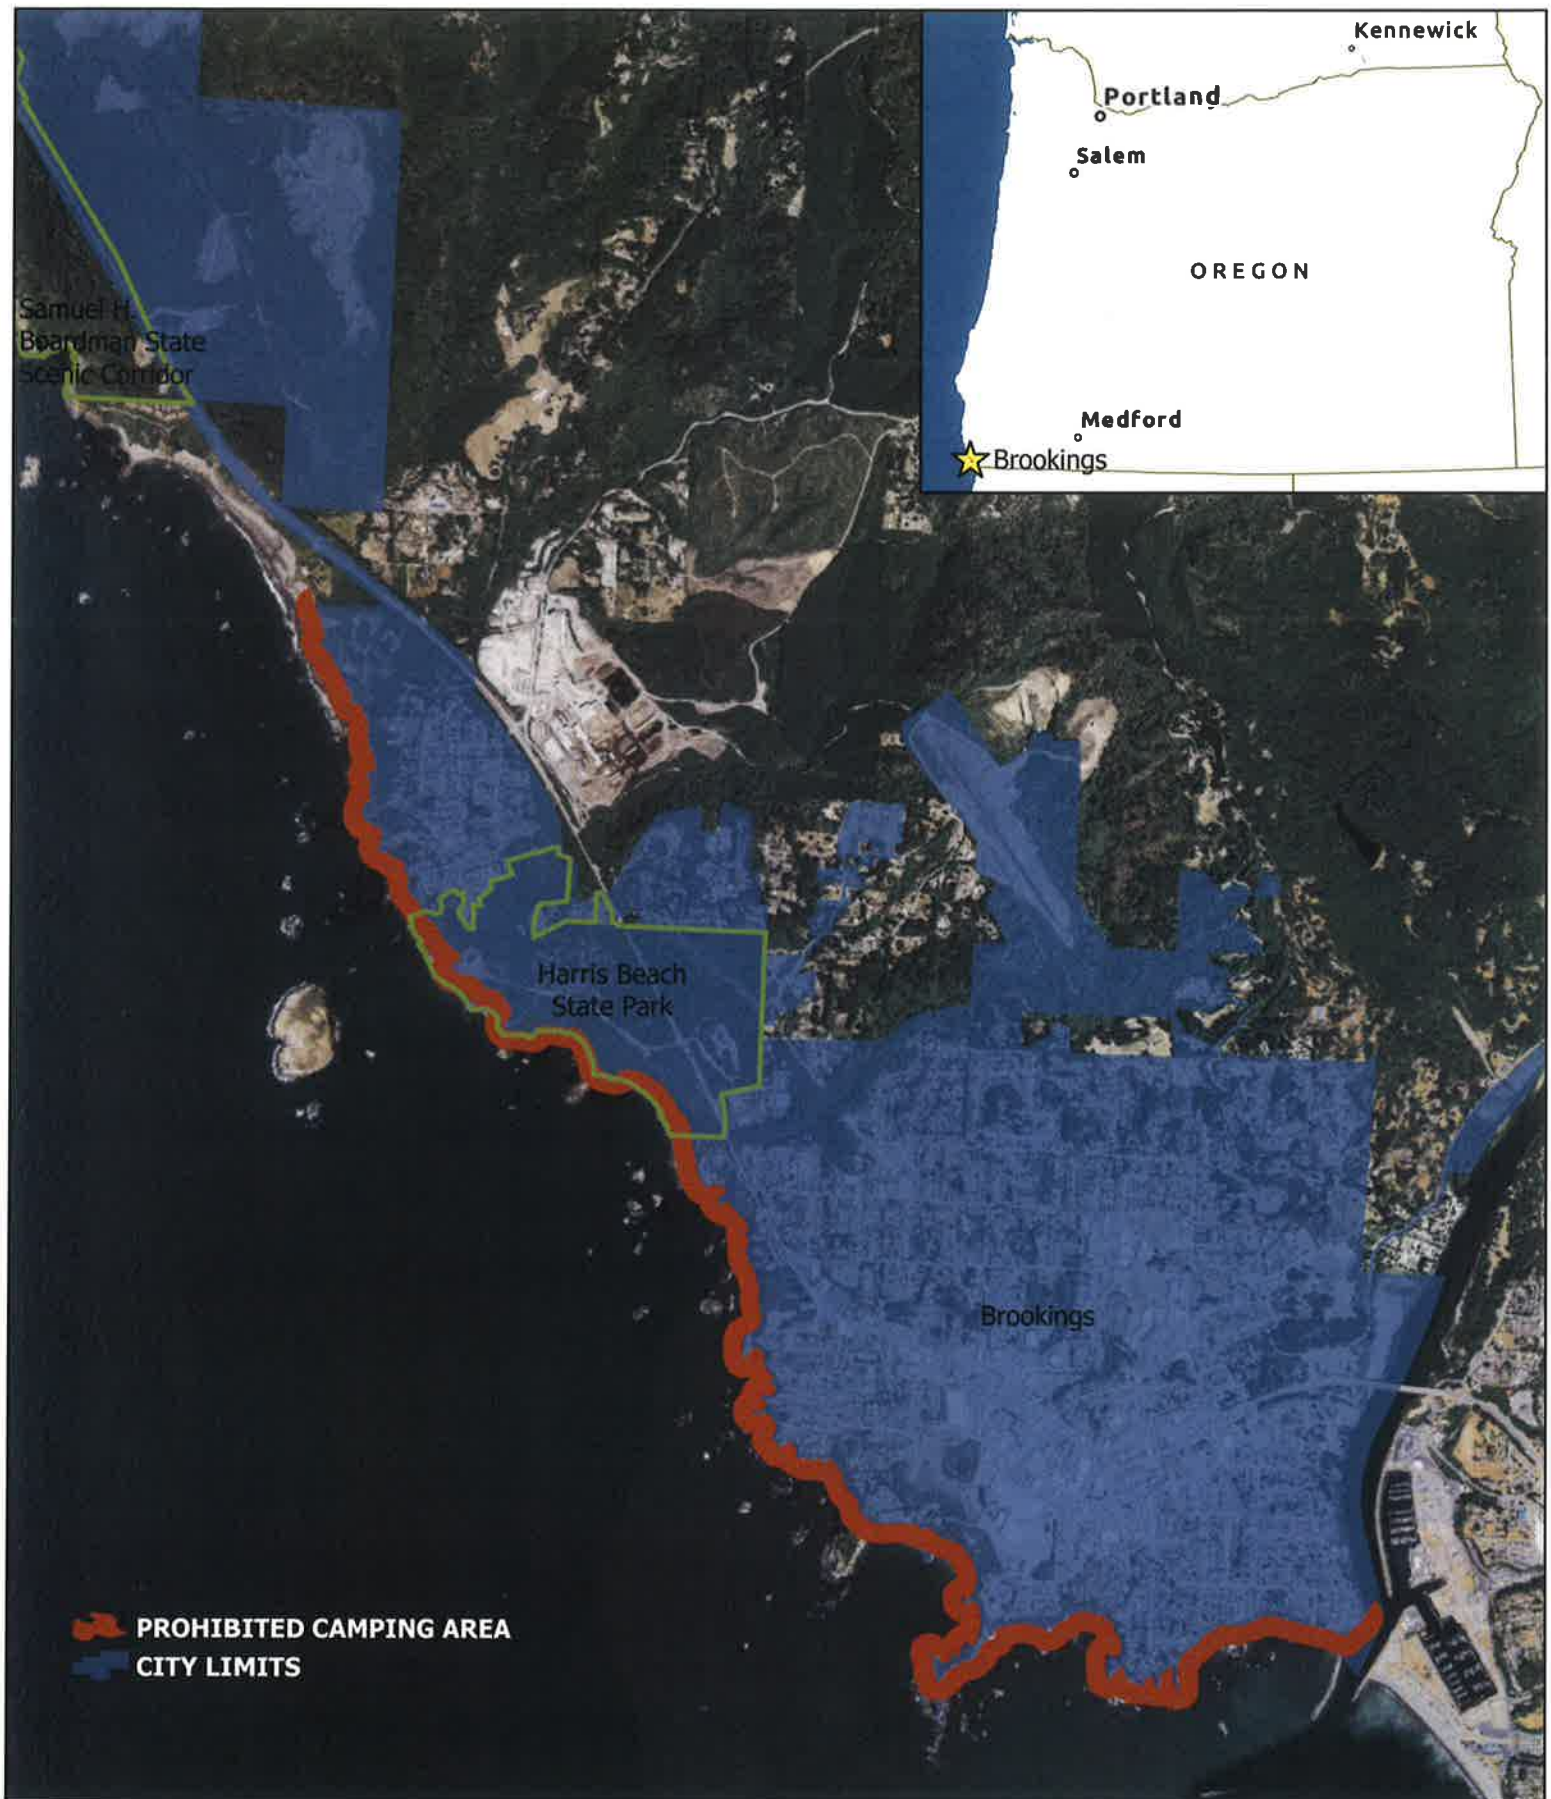 Kennewick
Portland
Salem
OREGON
Medford
Brookings
Samuel H.
Boardman State
Scenic Corridor
Harris Beach
State Park
Brookings
PROHIBITED CAMPING AREA
CITY LIMITS